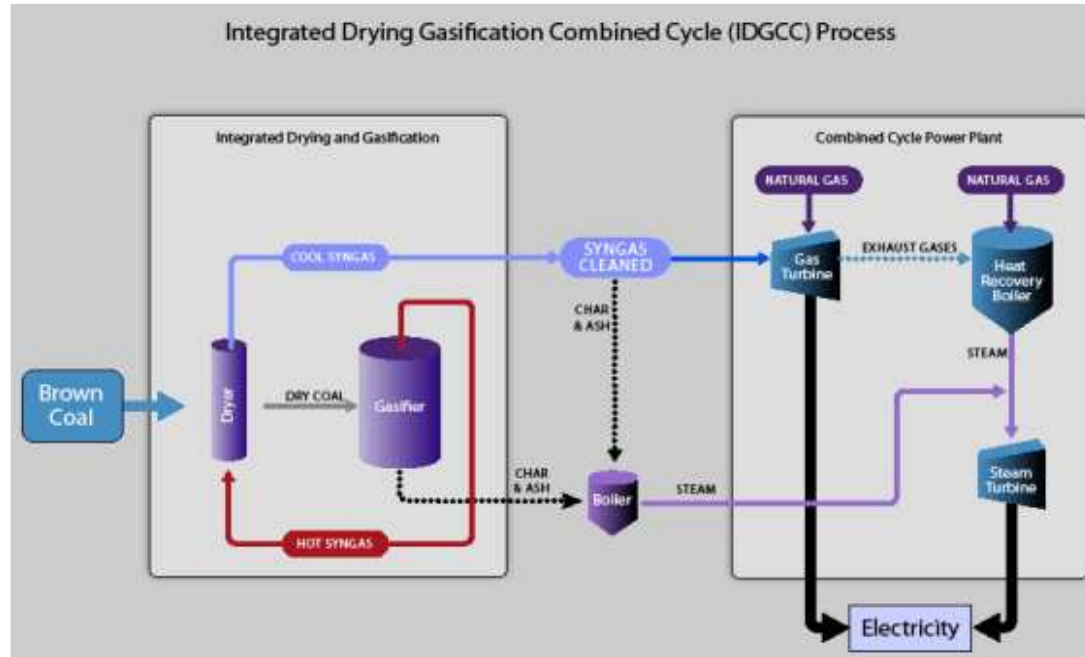 Integrated Drying Gasification Combined Cycle (IDGCC) Process
Integrated Drying and Gasification
Combined Cycle Power Plant
NATURAL GAS
NATURAL GAS
COOL SYNGAS
SYNGAS
CLEANED
Gas
Turbine
EXHAUST GASES
Heat
Recovery
Boiler
CHAR
& ASH
STEAM
Brown
Coal
Dryer
DRY COAL
Gasifier
CHAR
& ASH
Boiler
STEAM
Steam
Turbine
HOT SYNGAS
Electricity